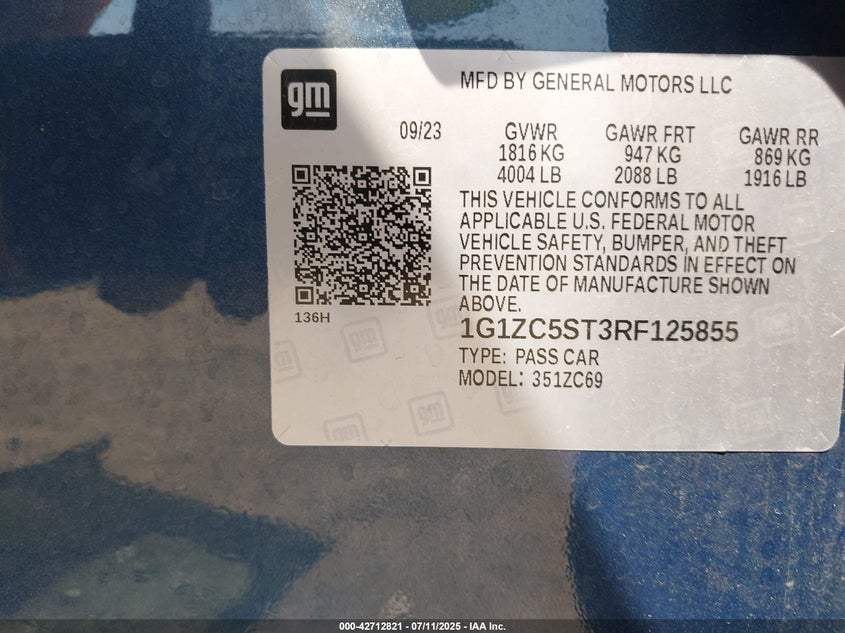 gm
MFD BY GENERAL MOTORS LLC
09/23 GVWR GAWR FRT GAWR RR
1816 KG 947 KG 869 KG
4004 LB 2088 LB 1916 LB
THIS VEHICLE CONFORMS TO ALL
APPLICABLE U.S. FEDERAL MOTOR
VEHICLE SAFETY, BUMPER, AND THEFT
PREVENTION STANDARDS IN EFFECT ON
THE DATE OF MANUFACTURE SHOWN
ABOVE.
136H
1G1ZC5ST3RF125855
TYPE: PASS CAR
MODEL: 351ZC69
gm
gm
gm
000-42712821 - 07/11/2025 - IAA Inc.